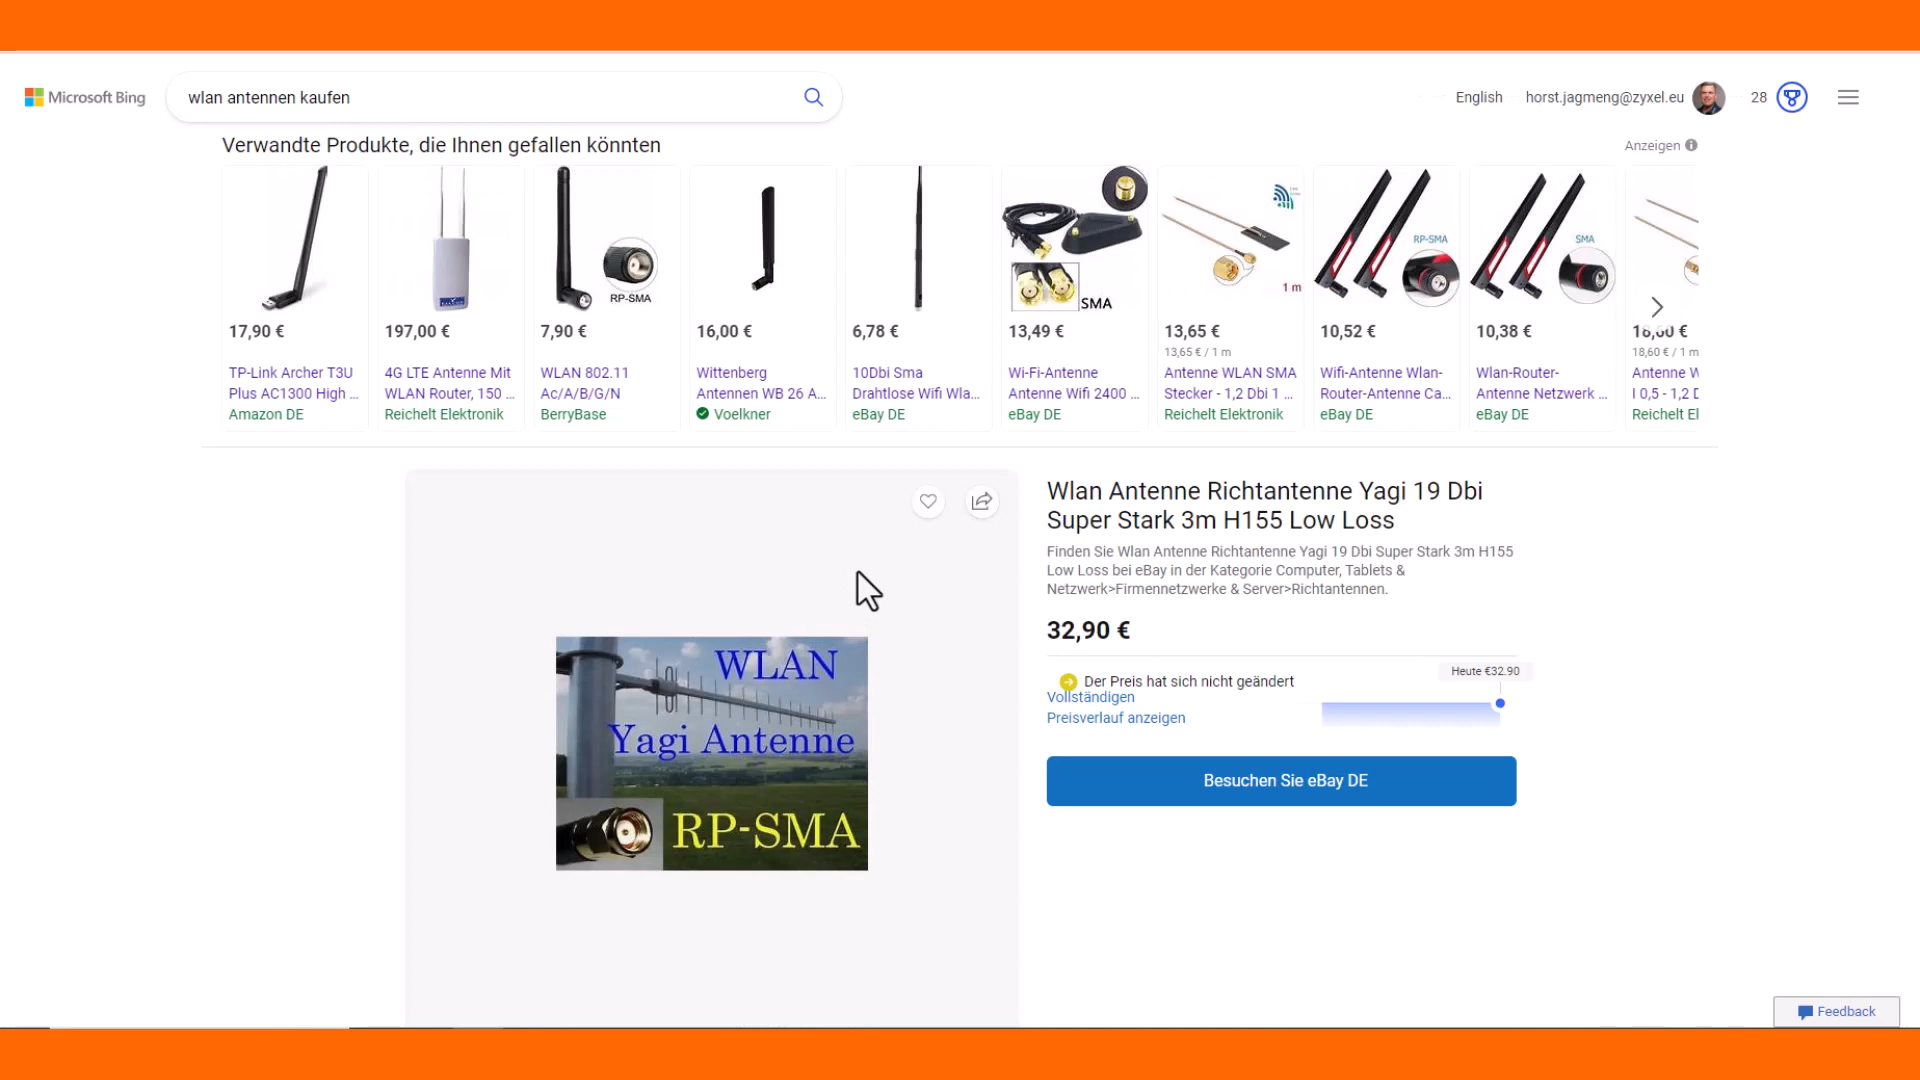 Microsoft Bing
wlan antennen kaufen
English
horst.jagmeng@zyxel.eu
28
Verwandte Produkte, die Ihnen gefallen könnten
Anzeigen
RP-SMA
SMA
1 m
RP-SMA
SMA
17,90 €
TP-Link Archer T3U
Plus AC1300 High ...
Amazon DE
197,00 €
4G LTE Antenne Mit
WLAN Router, 150 ...
Reichelt Elektronik
7,90 €
WLAN 802.11
Ac/A/B/G/N
BerryBase
16,00 €
Wittenberg
Antennen WB 26 A...
Voelkner
6,78 €
10Dbi Sma
Drahtlose Wifi Wla...
eBay DE
13,49 €
Wi-Fi-Antenne
Antenne Wifi 2400 ...
eBay DE
13,65 €
13,65 € / 1 m
Antenne WLAN SMA
Stecker - 1,2 Dbi 1 ...
Reichelt Elektronik
10,52 €
Wifi-Antenne Wlan-
Router-Antenne Ca...
eBay DE
10,38 €
Wlan-Router-
Antenne Netzwerk ...
eBay DE
18,60 €
18,60 € / 1 m
Antenne W
l 0,5 - 1,2 D
Reichelt El
WLAN
Yagi Antenne
RP-SMA
Wlan Antenne Richtantenne Yagi 19 Dbi
Super Stark 3m H155 Low Loss
Finden Sie Wlan Antenne Richtantenne Yagi 19 Dbi Super Stark 3m H155
Low Loss bei eBay in der Kategorie Computer, Tablets &
Netzwerk>Firmennetzwerke & Server>Richtantennen.
32,90 €
Der Preis hat sich nicht geändert
Vollständigen
Preisverlauf anzeigen
Heute €32.90
Besuchen Sie eBay DE
Feedback